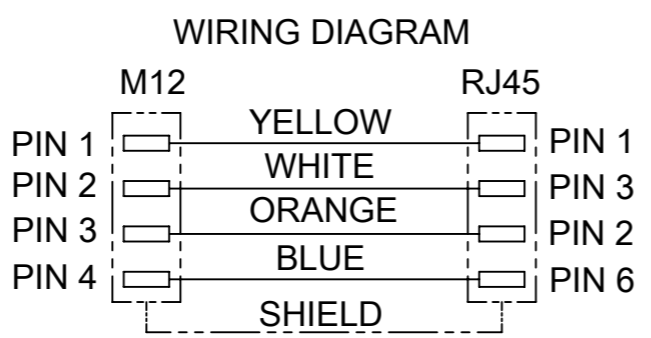 WIRING DIAGRAM
M12 RJ45
PIN 1 YELLOW PIN 1
PIN 2 WHITE PIN 3
PIN 3 ORANGE PIN 2
PIN 4 BLUE PIN 6
SHIELD